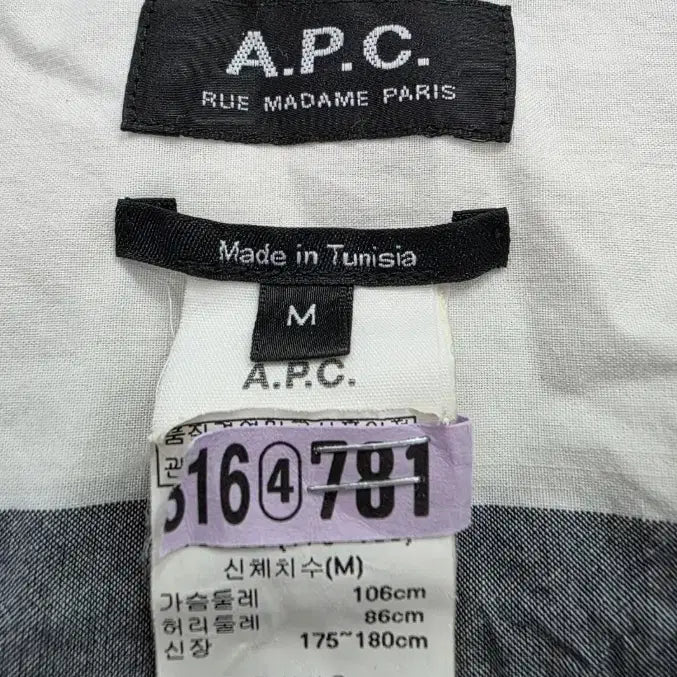 A.P.C.
RUE MADAME PARIS
Made in Tunisia
M
A.P.C.
316④781
신체치수(M)
가슴둘레 106cm
허리둘레 86cm
신장 175~180cm